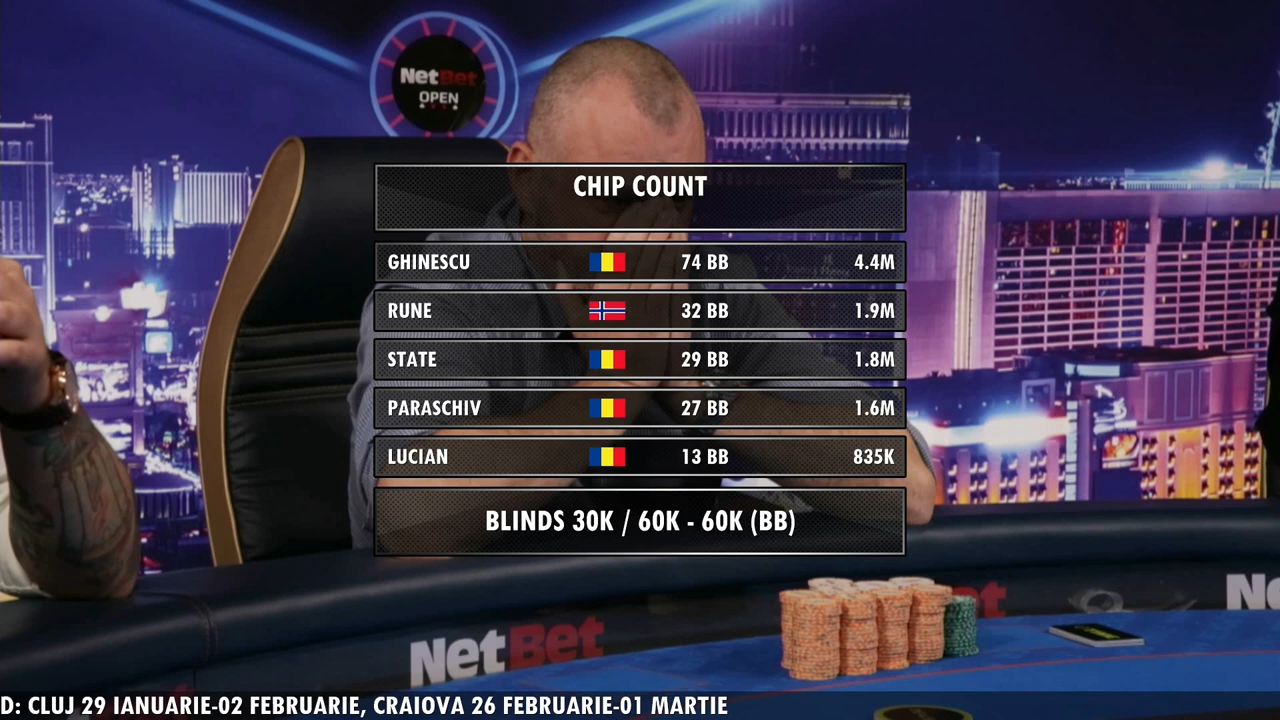 NetBet
OPEN
CHIP COUNT
GHINESCU 74 BB 4.4M
RUNE 32 BB 1.9M
STATE 29 BB 1.8M
PARASCHIV 27 BB 1.6M
LUCIAN 13 BB 835K
BLINDS 30K / 60K - 60K (BB)
NetBet
Ne
D: CLUJ 29 IANUARIE-02 FEBRUARIE, CRAIOVA 26 FEBRUARIE-01 MARTIE